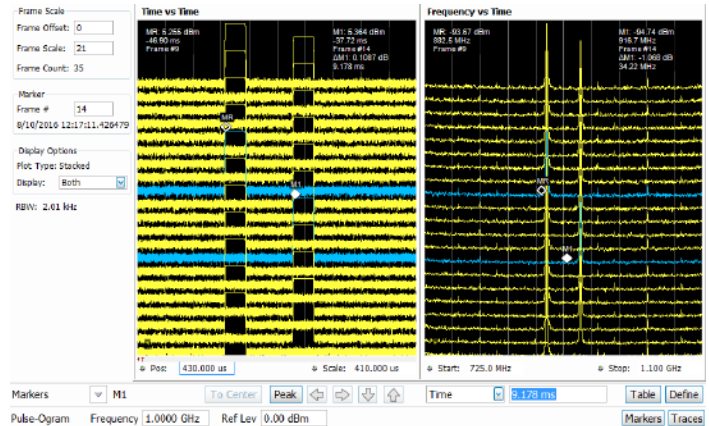 Frame Scale
Frame Offset: 0
Frame Scale: 21
Frame Count: 35
Marker
Frame # 14
8/10/2016 12:17:11.426479
Display Options
Plot Type: Stacked
Display: Both
RBW: 2.01 kHz
Time vs Time
MR: 5.255 dBm
-46.90 ms
Frame #9
M1: 5.364 dBm
-37.72 ms
Frame #14
ΔM1: 0.1087 dB
9.178 ms
MR
M1
Pos: 430.000 us
Scale: 410.000 us
Frequency vs Time
MR: -93.67 dBm
882.5 MHz
Frame #9
M1: -94.74 dBm
916.7 MHz
Frame #14
ΔM1: -1.068 dB
34.22 MHz
MR
M1
Start: 725.0 MHz
Stop: 1.100 GHz
Markers M1 To Center Peak Time 9.178 ms Table Define
Pulse-Ogram Frequency 1.0000 GHz Ref Lev 0.00 dBm Markers Traces